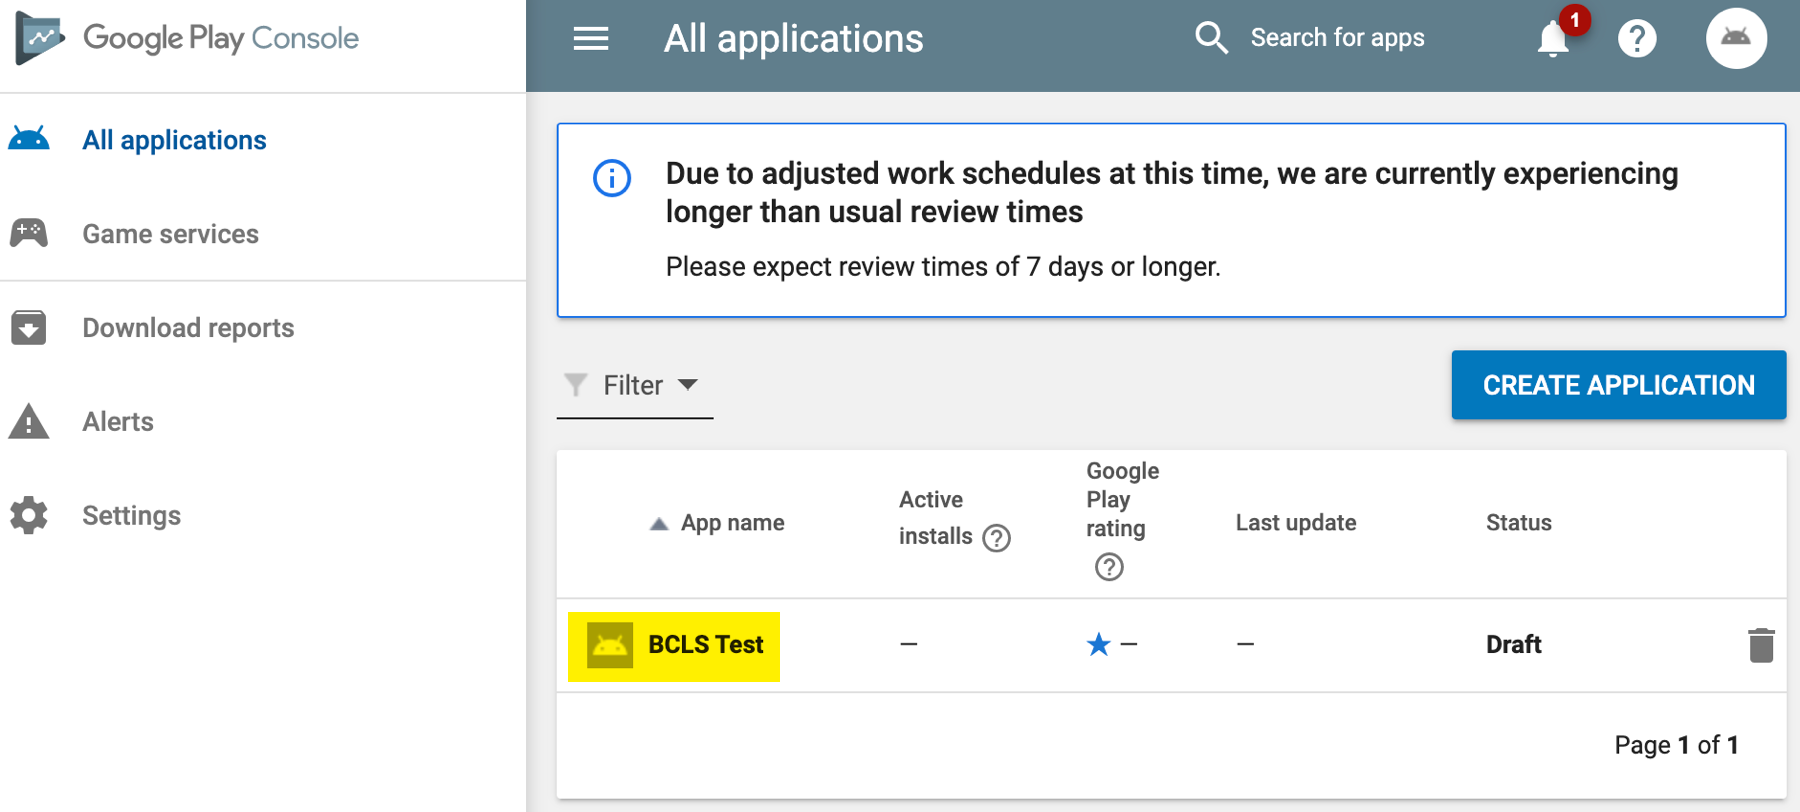 Google Play Console
All applications
Search for apps
1
All applications
Game services
Download reports
Alerts
Settings
Due to adjusted work schedules at this time, we are currently experiencing
longer than usual review times
Please expect review times of 7 days or longer.
Filter
CREATE APPLICATION
App name
Active
installs
Google
Play
rating
Last update
Status
BCLS Test
–
–
–
Draft
Page 1 of 1